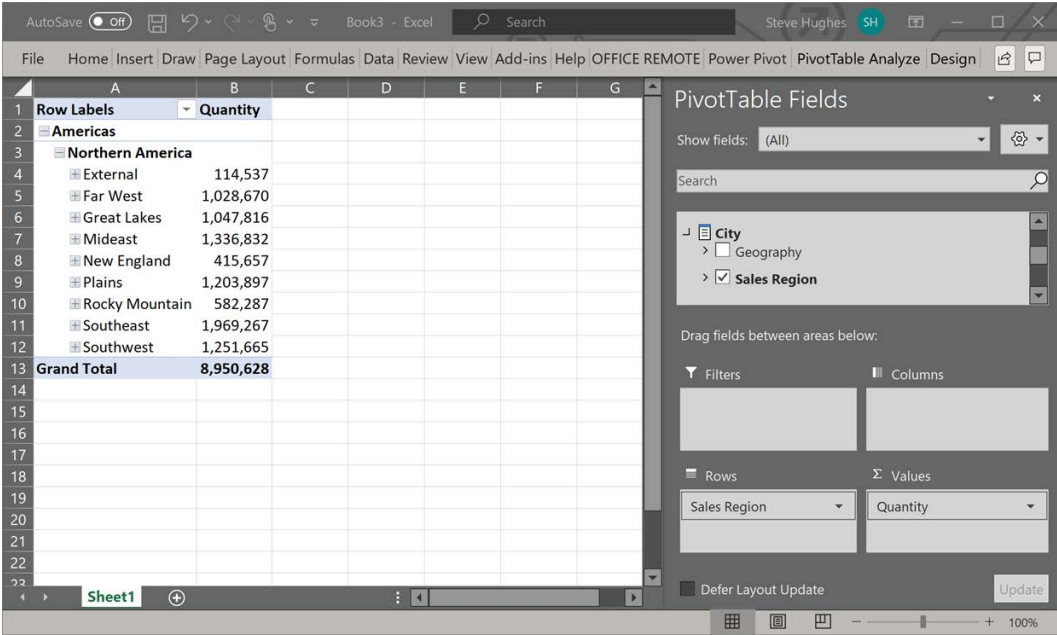 AutoSave Off Book3 - Excel Search Steve Hughes SH
File Home Insert Draw Page Layout Formulas Data Review View Add-ins Help OFFICE REMOTE Power Pivot PivotTable Analyze Design
A B C D E F G
1 Row Labels Quantity
2 Americas
3 Northern America
4 External 114,537
5 Far West 1,028,670
6 Great Lakes 1,047,816
7 Mideast 1,336,832
8 New England 415,657
9 Plains 1,203,897
10 Rocky Mountain 582,287
11 Southeast 1,969,267
12 Southwest 1,251,665
13 Grand Total 8,950,628
14
15
16
17
18
19
20
21
22
23
Sheet1
PivotTable Fields
Show fields: (All)
Search
City
Geography
Sales Region
Drag fields between areas below:
Filters Columns
Rows Σ Values
Sales Region Quantity
Defer Layout Update Update
100%